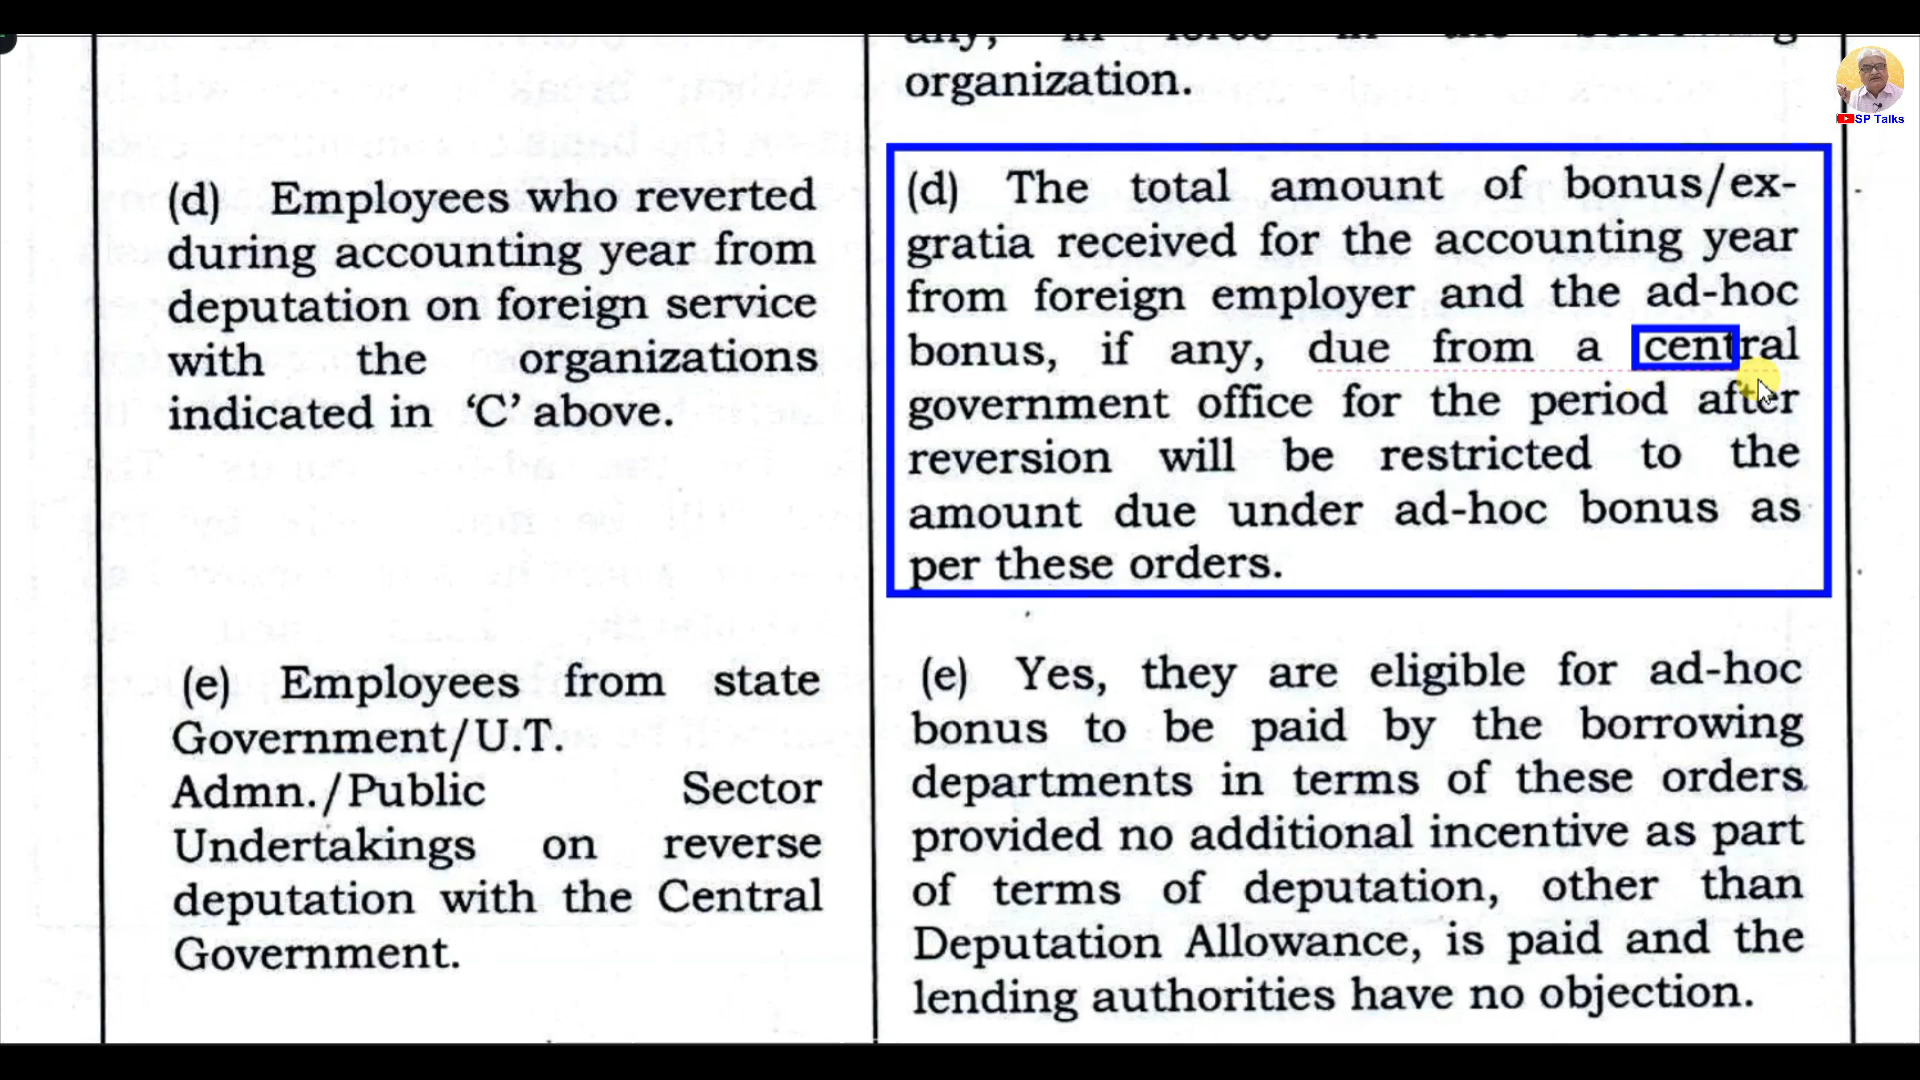 any, in force in the borrowing
organization.
SP Talks
(d) Employees who reverted
during accounting year from
deputation on foreign service
with the organizations
indicated in ‘C’ above.
(d) The total amount of bonus/ex-
gratia received for the accounting year
from foreign employer and the ad-hoc
bonus, if any, due from a central
government office for the period after
reversion will be restricted to the
amount due under ad-hoc bonus as
per these orders.
(e) Employees from state
Government/U.T.
Admn./Public Sector
Undertakings on reverse
deputation with the Central
Government.
(e) Yes, they are eligible for ad-hoc
bonus to be paid by the borrowing
departments in terms of these orders
provided no additional incentive as part
of terms of deputation, other than
Deputation Allowance, is paid and the
lending authorities have no objection.